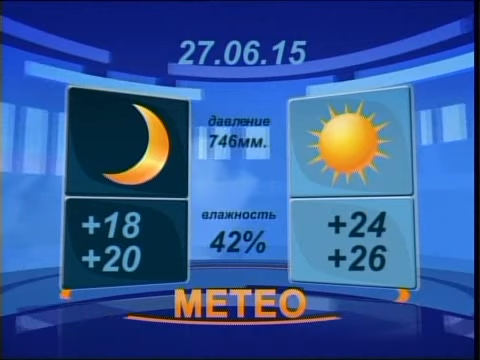 27.06.15
давление
746мм.
+18
+20
влажность
42%
+24
+26
МЕТЕО